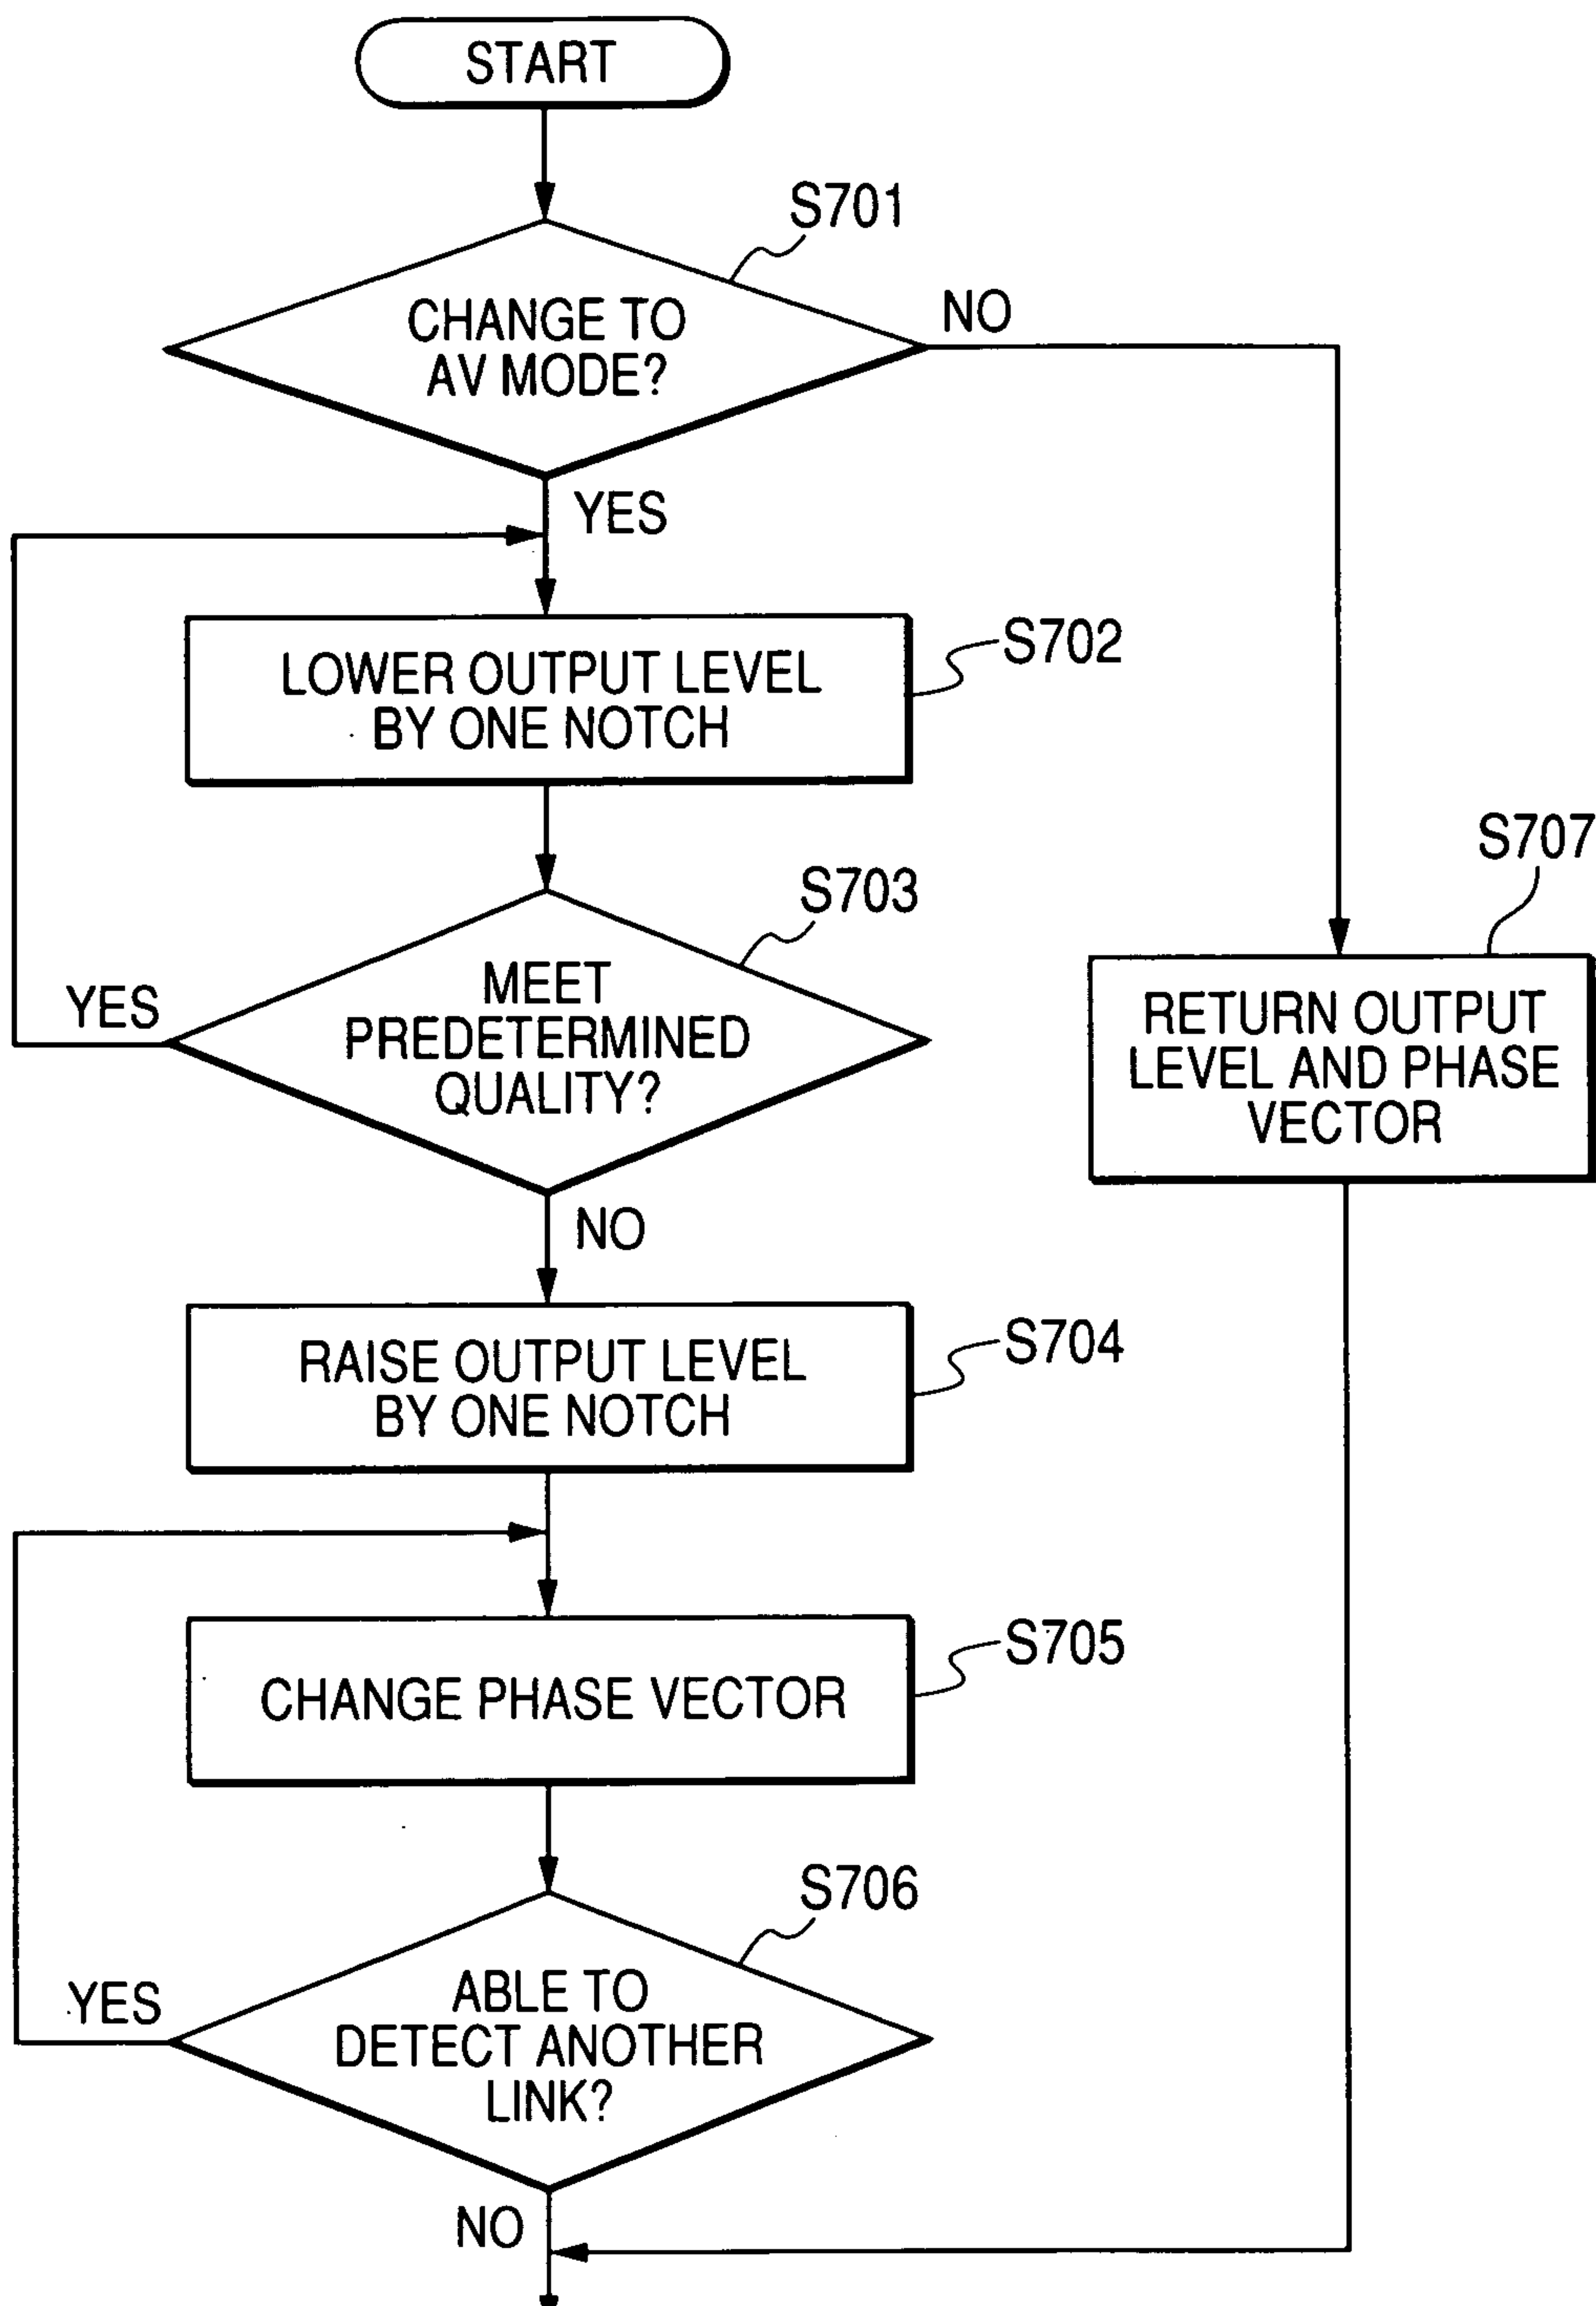 START
S701
CHANGE TO
AV MODE?
NO
YES
LOWER OUTPUT LEVEL
BY ONE NOTCH
S702
S703
MEET
PREDETERMINED
QUALITY?
YES
NO
S707
RETURN OUTPUT
LEVEL AND PHASE
VECTOR
RAISE OUTPUT LEVEL
BY ONE NOTCH
S704
CHANGE PHASE VECTOR
S705
S706
ABLE TO
DETECT ANOTHER
LINK?
YES
NO